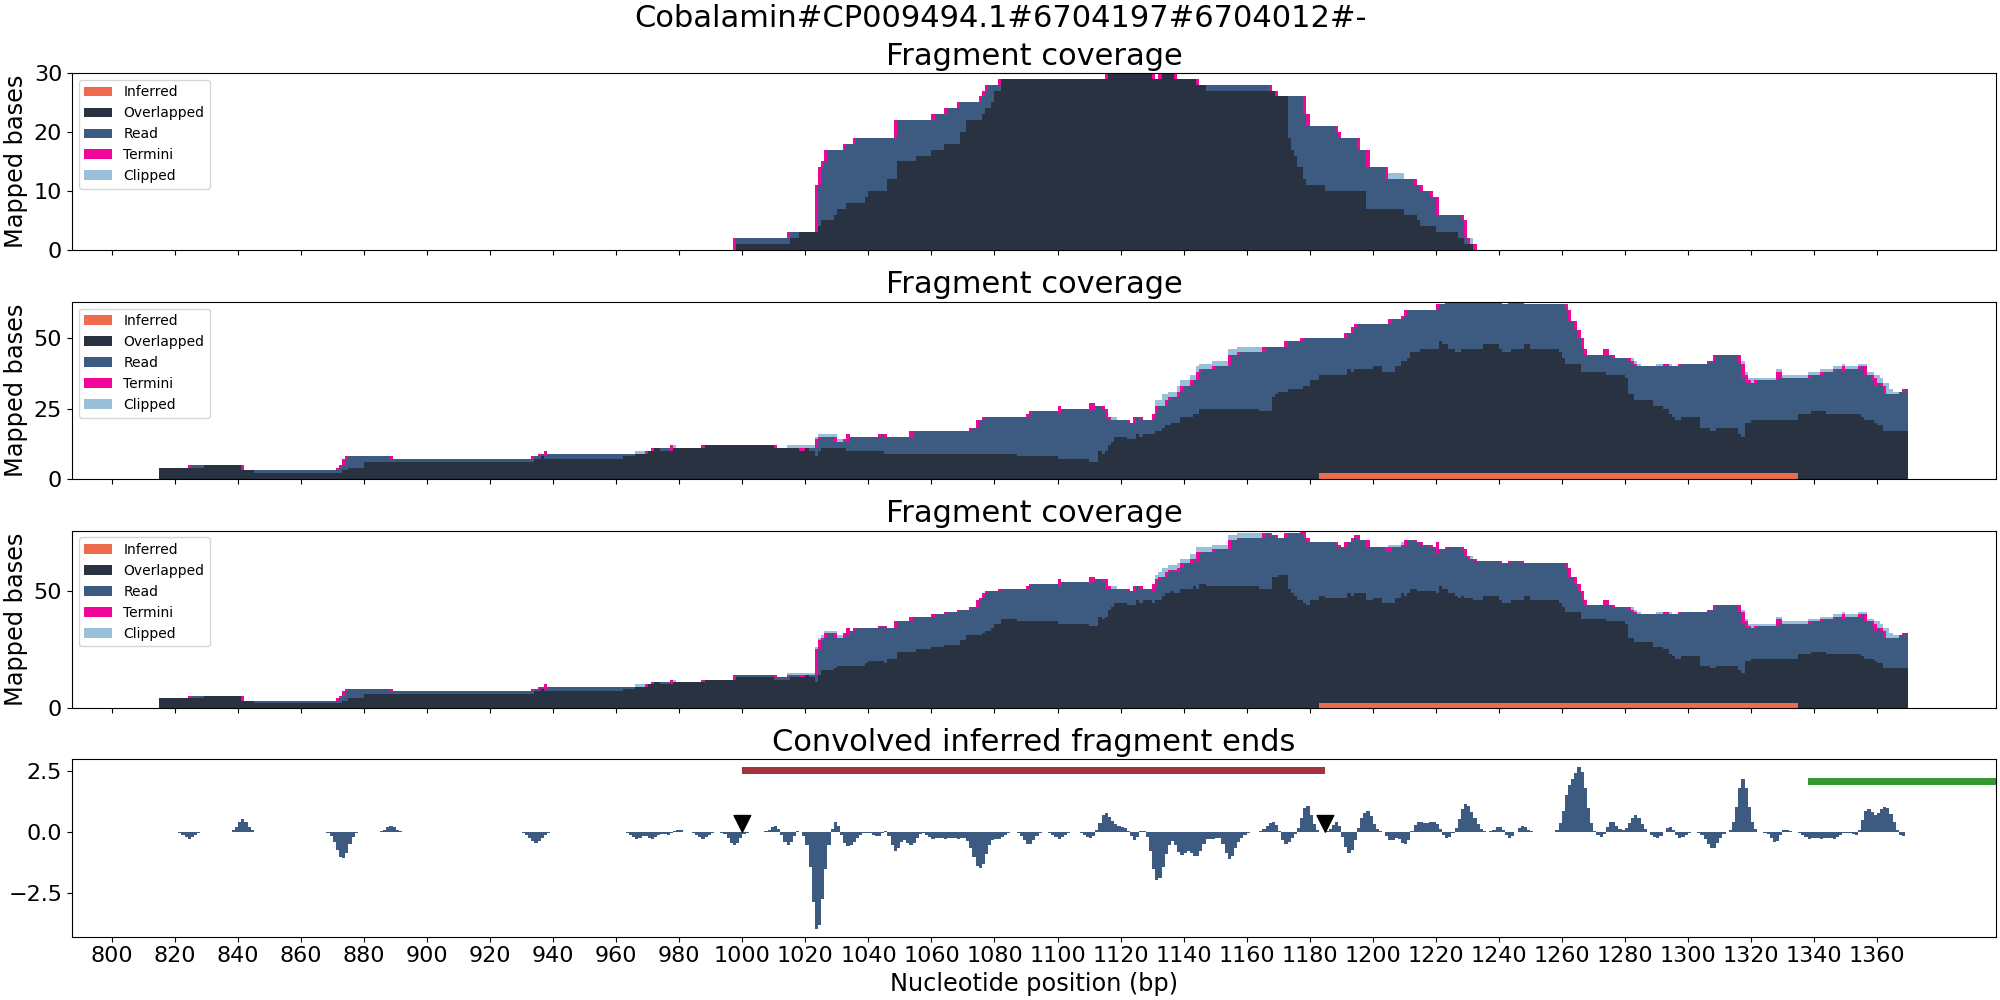 Cobalamin#CP009494.1#6704197#6704012#-
Fragment coverage
Mapped bases
30
20
10
0
Inferred
Overlapped
Read
Termini
Clipped
Fragment coverage
Mapped bases
50
25
0
Inferred
Overlapped
Read
Termini
Clipped
Fragment coverage
Mapped bases
50
0
Inferred
Overlapped
Read
Termini
Clipped
Convolved inferred fragment ends
2.5
0.0
−2.5
800 820 840 860 880 900 920 940 960 980 1000 1020 1040 1060 1080 1100 1120 1140 1160 1180 1200 1220 1240 1260 1280 1300 1320 1340 1360
Nucleotide position (bp)